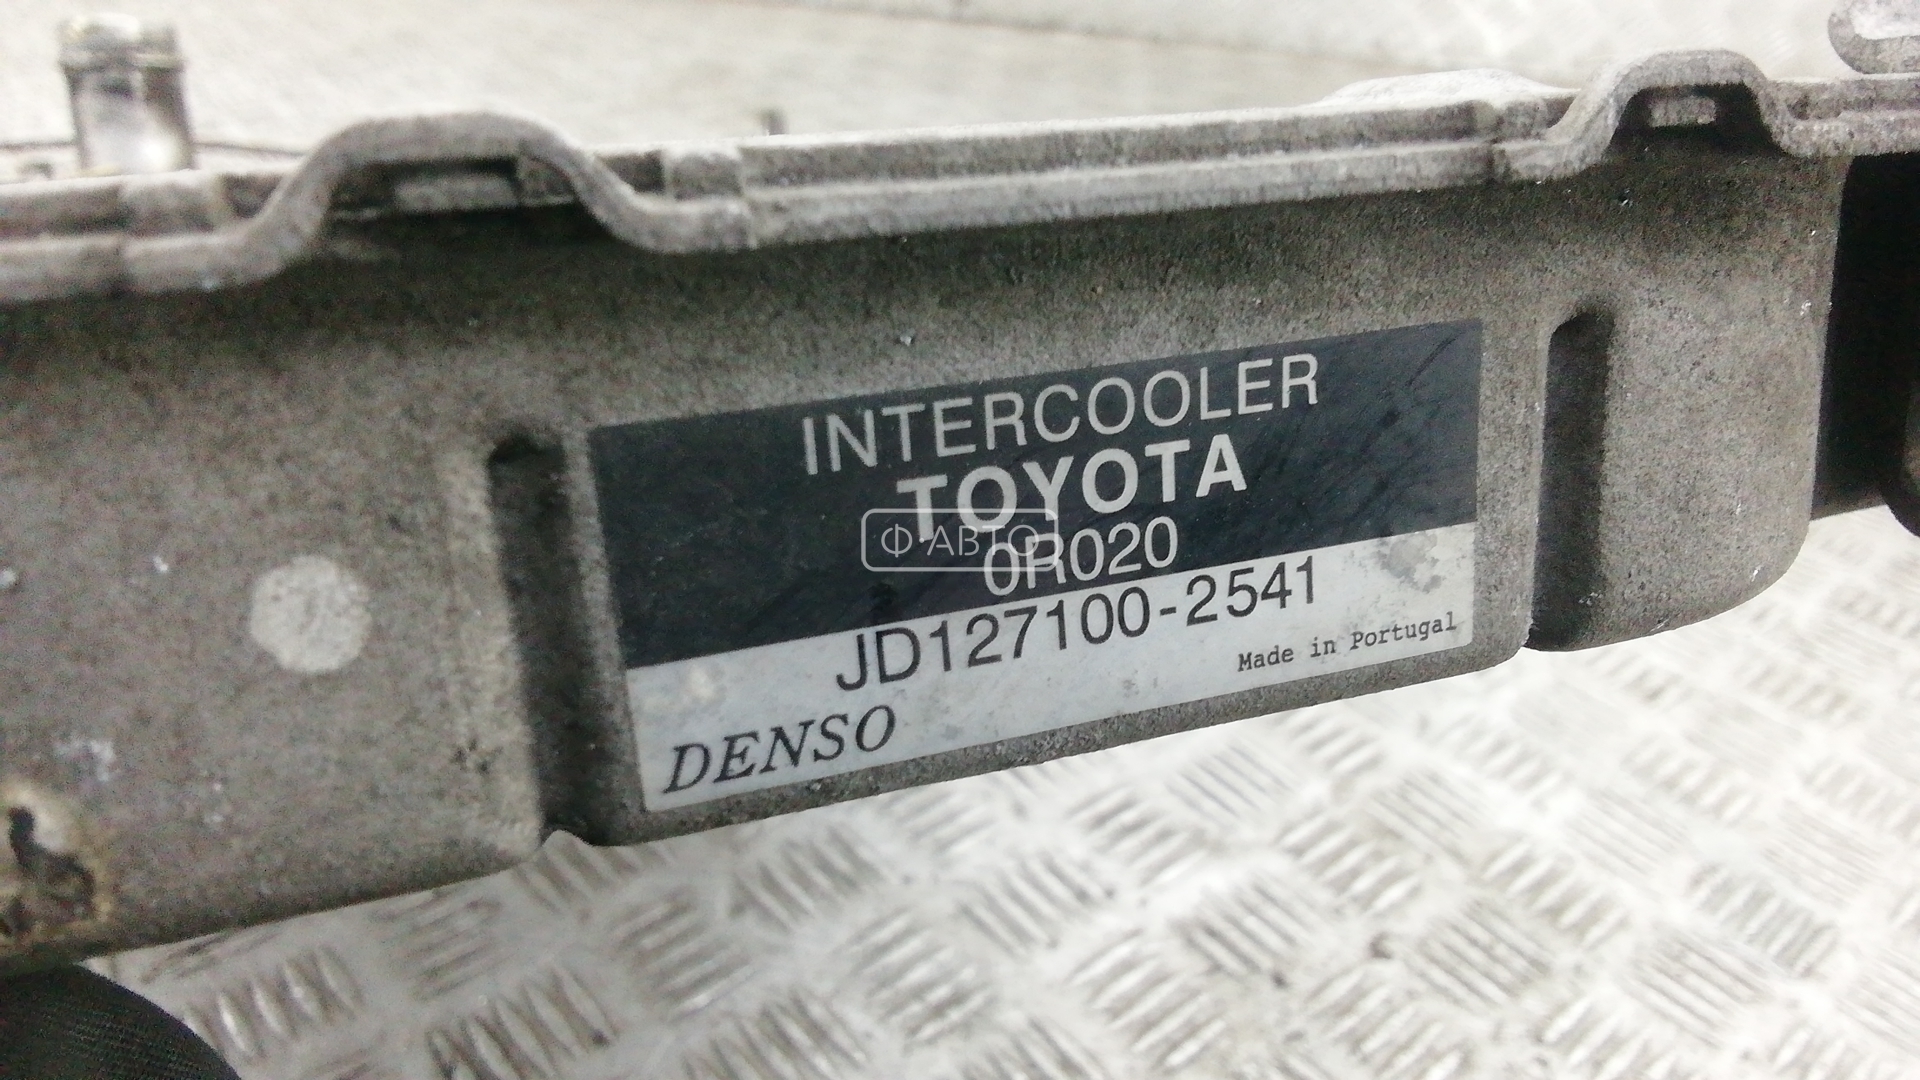 INTERCOOLER
TOYOTA
Ф АВТО
0R020
JD127100-2541
Made in Portugal
DENSO